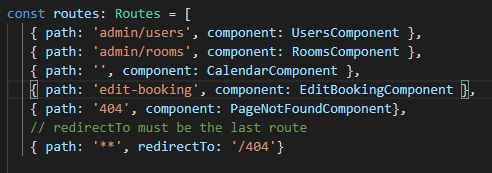 const routes: Routes = [
{ path: 'admin/users', component: UsersComponent },
{ path: 'admin/rooms', component: RoomsComponent },
{ path: '', component: CalendarComponent },
{ path: 'edit-booking', component: EditBookingComponent },
{ path: '404', component: PageNotFoundComponent},
// redirectTo must be the last route
{ path: '**', redirectTo: '/404'}